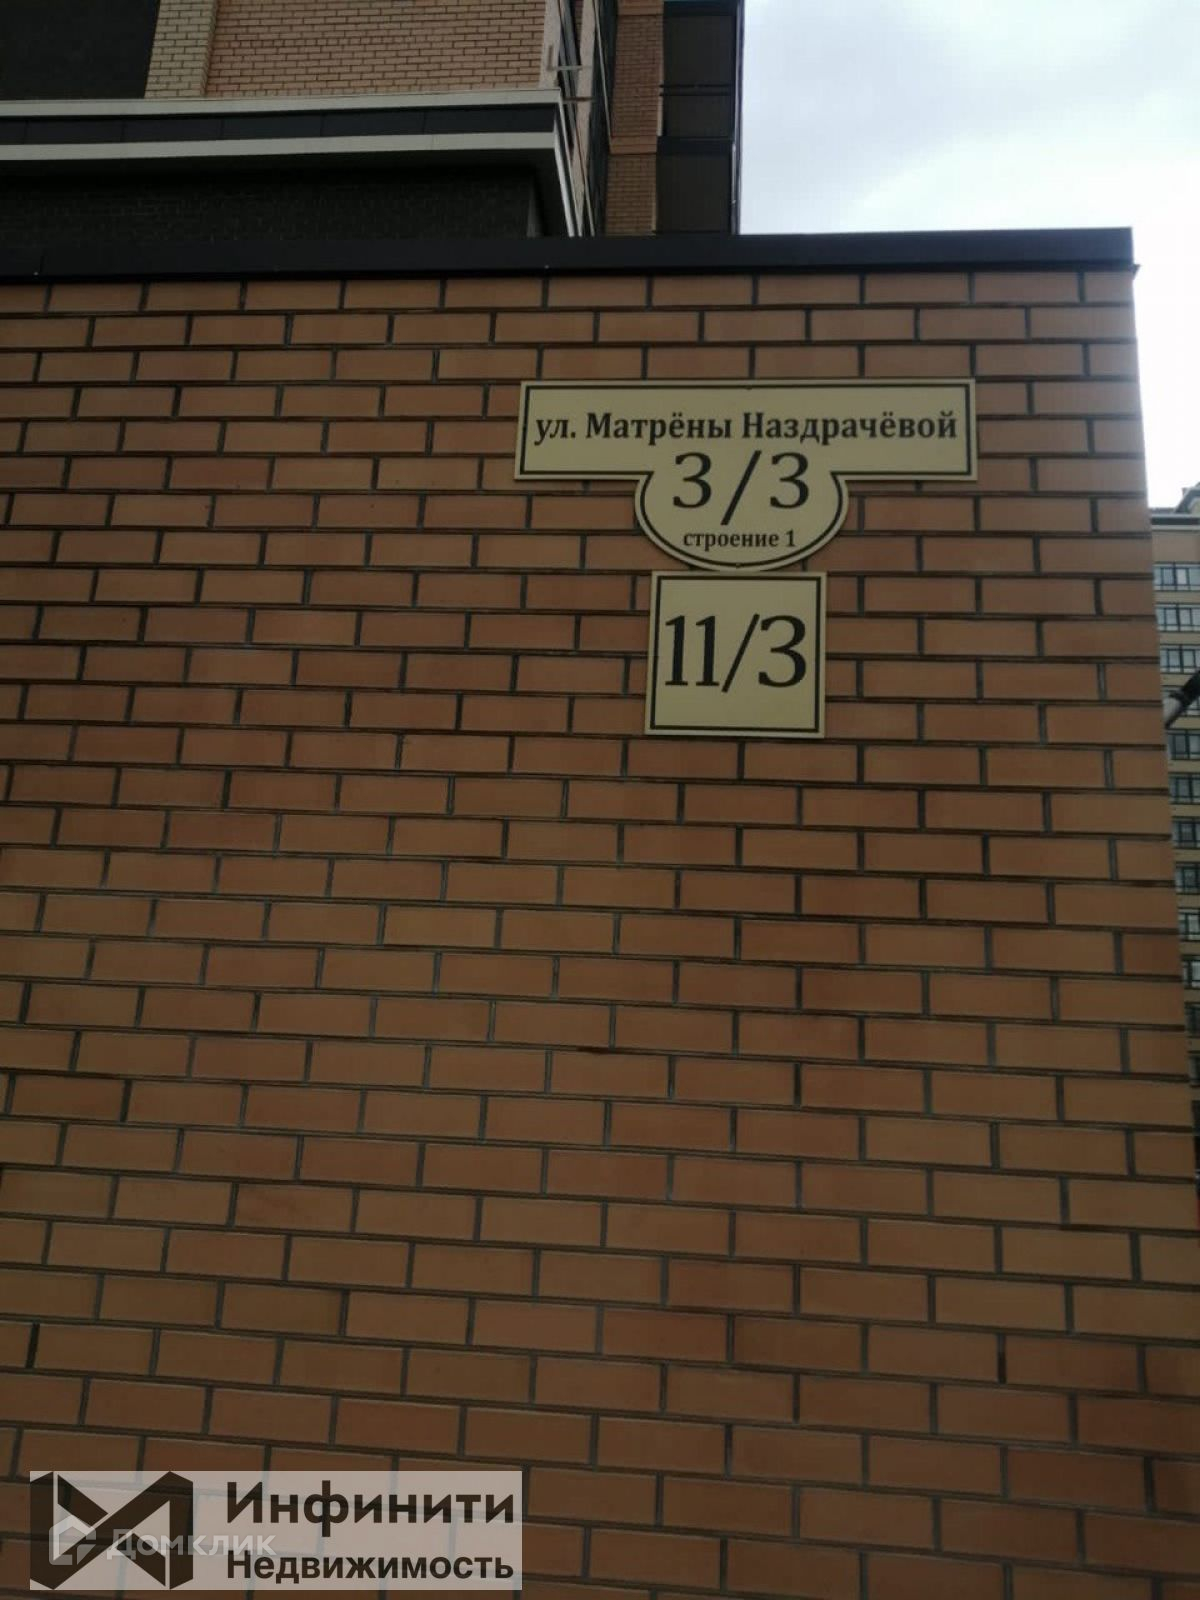 ул. Матрёны Наздрачёвой
3/3
строение 1
11/3
Инфинити
Домклик
Недвижимость